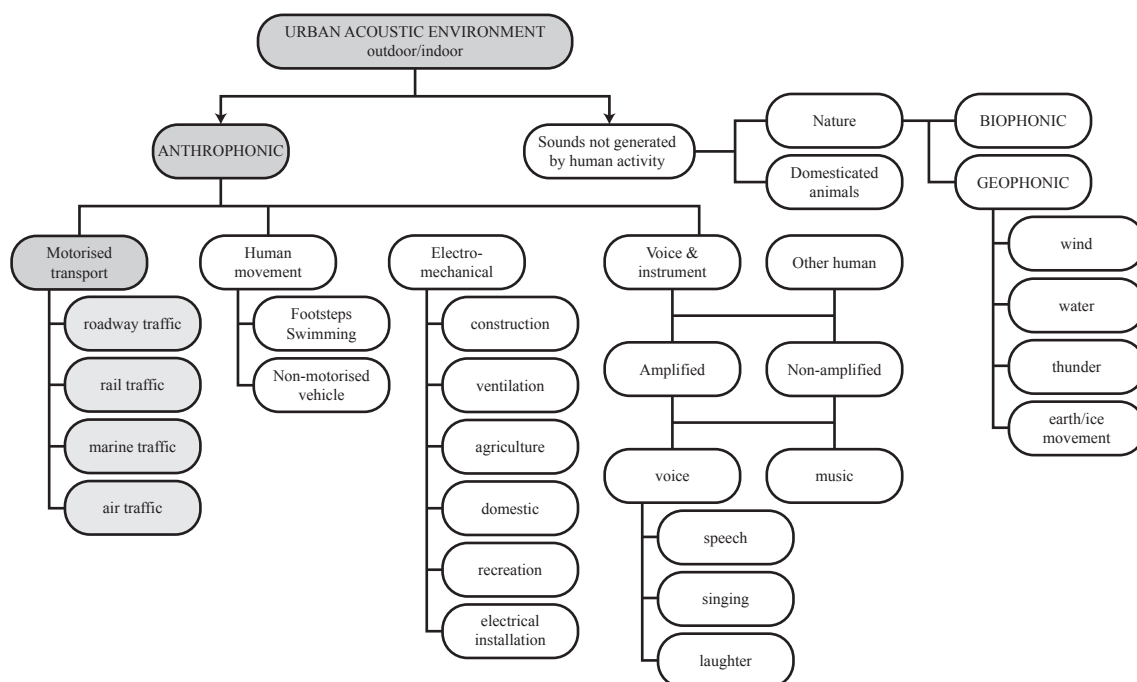 URBAN ACOUSTIC ENVIRONMENT
outdoor/indoor
ANTHROPHONIC
Sounds not generated
by human activity
Nature
Domesticated
animals
BIOPHONIC
GEOPHONIC
wind
water
thunder
earth/ice
movement
Motorised
transport
roadway traffic
rail traffic
marine traffic
air traffic
Human
movement
Footsteps
Swimming
Non-motorised
vehicle
Electro-
mechanical
construction
ventilation
agriculture
domestic
recreation
electrical
installation
Voice &
instrument
Other human
Amplified
Non-amplified
voice
music
speech
singing
laughter